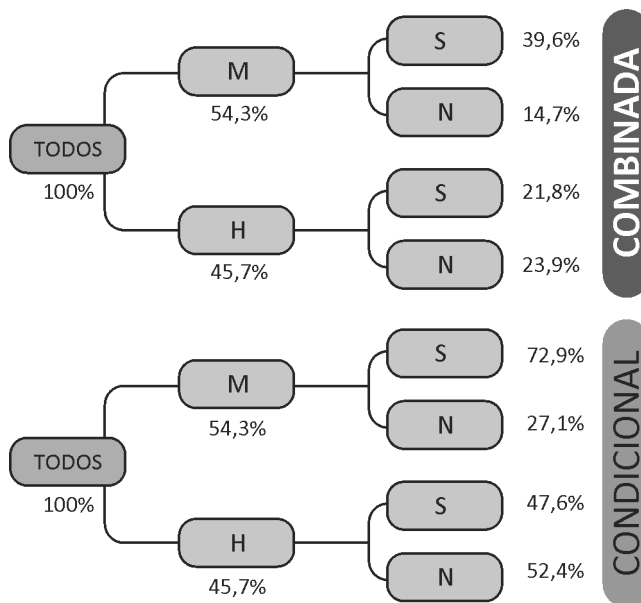 S 39,6%
M
54,3%
N 14,7%
TODOS
100%
S 21,8%
H
45,7%
N 23,9%
COMBINADA
S 72,9%
M
54,3%
N 27,1%
TODOS
100%
S 47,6%
H
45,7%
N 52,4%
CONDICIONAL